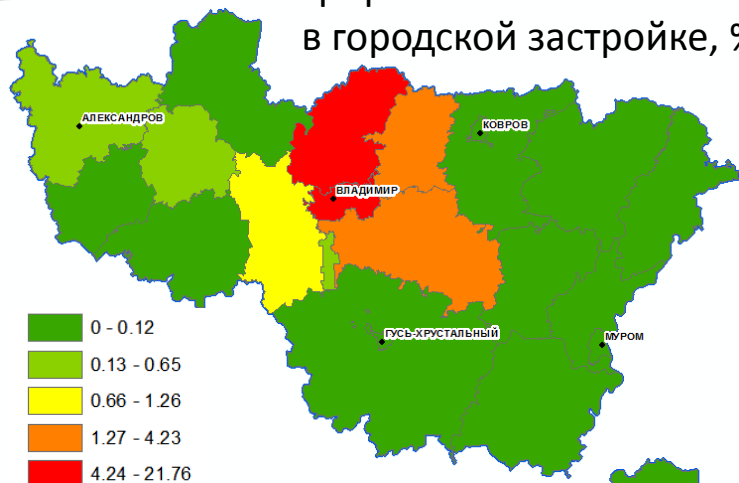 в городской застройке, %
АЛЕКСАНДРОВ
КОВРОВ
ВЛАДИМИР
ГУСЬ-ХРУСТАЛЬНЫЙ
МУРОМ
0 - 0.12
0.13 - 0.65
0.66 - 1.26
1.27 - 4.23
4.24 - 21.76